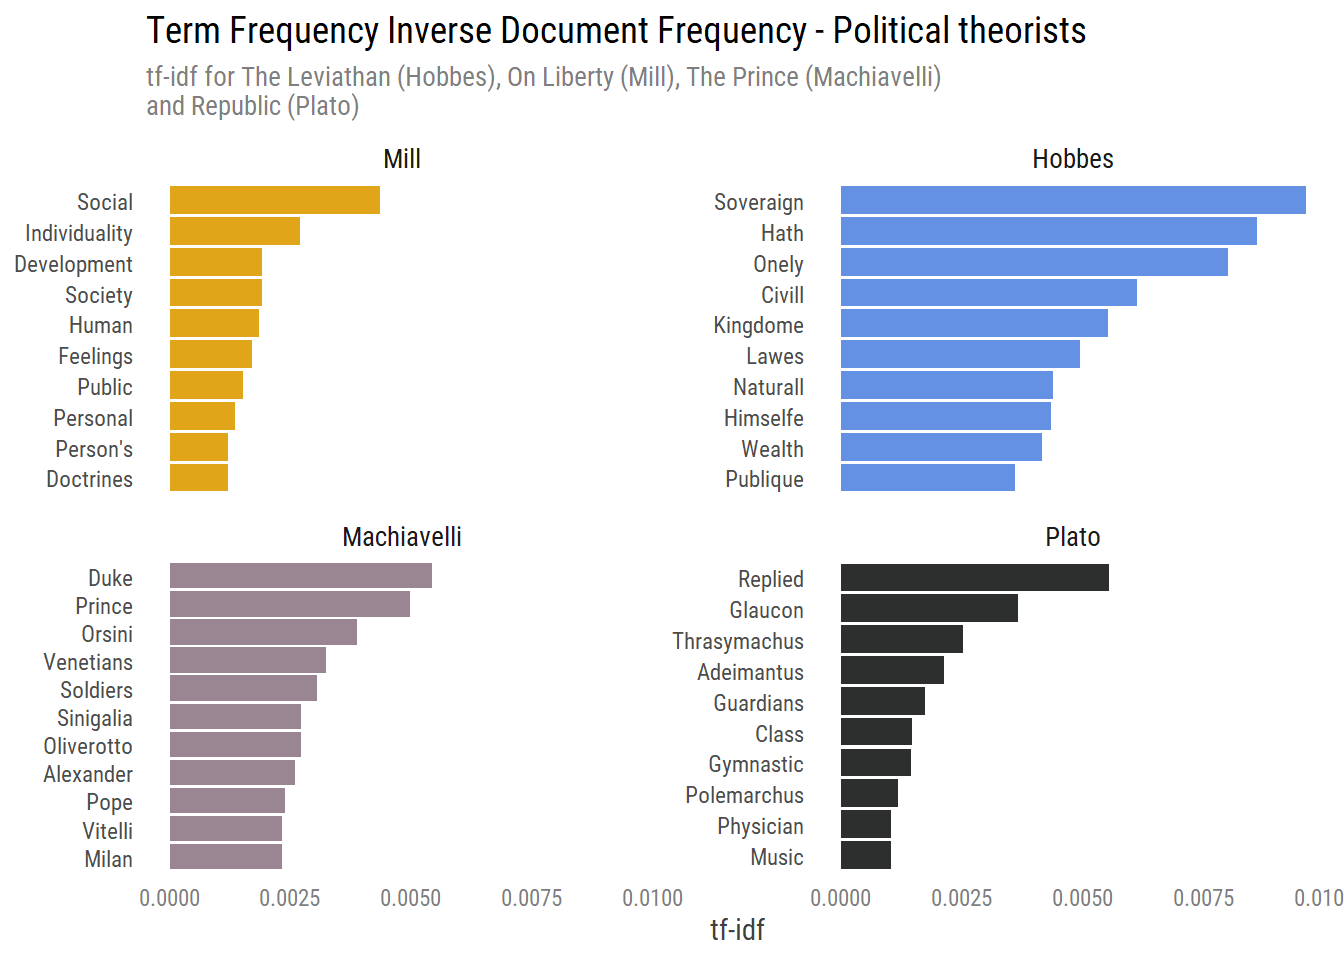 Term Frequency Inverse Document Frequency - Political theorists
tf-idf for The Leviathan (Hobbes), On Liberty (Mill), The Prince (Machiavelli)
and Republic (Plato)
Mill
Social
Individuality
Development
Society
Human
Feelings
Public
Personal
Person's
Doctrines
Hobbes
Soveraign
Hath
Onely
Civill
Kingdome
Lawes
Naturall
Himselfe
Wealth
Publique
Machiavelli
Duke
Prince
Orsini
Venetians
Soldiers
Sinigalia
Oliverotto
Alexander
Pope
Vitelli
Milan
Plato
Replied
Glaucon
Thrasymachus
Adeimantus
Guardians
Class
Gymnastic
Polemarchus
Physician
Music
0.0000 0.0025 0.0050 0.0075 0.0100
0.0000 0.0025 0.0050 0.0075 0.010
tf-idf